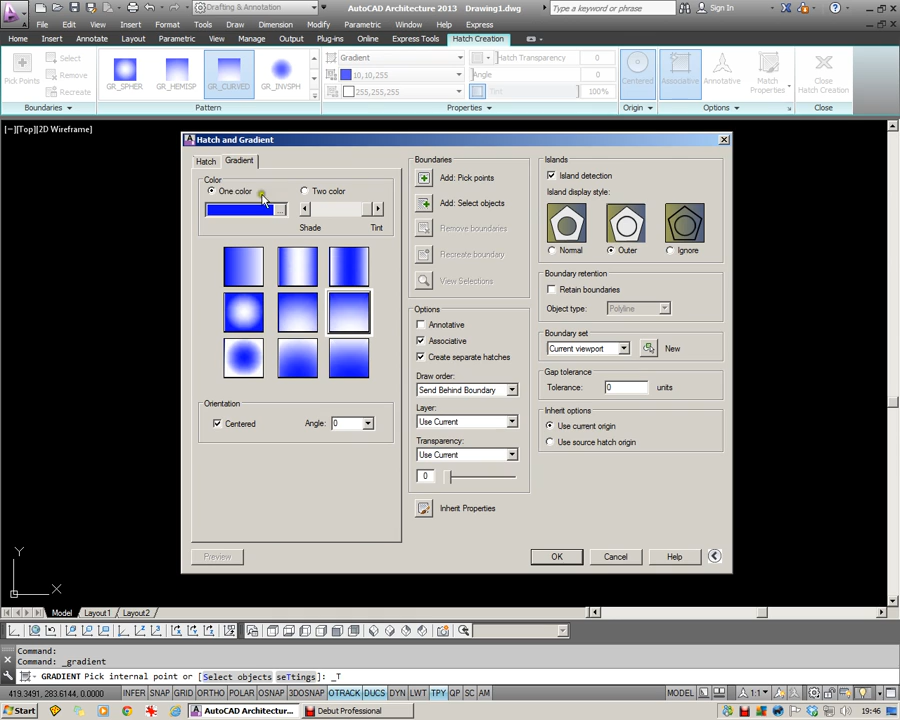 Drafting & Annotation
AutoCAD Architecture 2013 Drawing1.dwg
Type a keyword or phrase
Sign In
File Edit View Insert Format Tools Draw Dimension Modify Parametric Window Help Express
Home Insert Annotate Layout Parametric View Manage Output Plug-ins Online Express Tools Hatch Creation
Pick Points
Select
Remove
Recreate
GR_SPHER GR_HEMISP GR_CURVED GR_INVSPH
Gradient
10,10,255
255,255,255
Hatch Transparency 0
Angle 0
Tint 100%
Centered
Associative
Annotative
Match
Properties
Close
Hatch Creation
Boundaries Pattern Properties Origin Options Close
[−][Top][2D Wireframe]
Hatch and Gradient
Hatch Gradient
Color
One color Two color
...
Shade Tint
Orientation
Centered Angle: 0
Preview
Boundaries
Add: Pick points
Add: Select objects
Remove boundaries
Recreate boundary
View Selections
Options
Annotative
Associative
Create separate hatches
Draw order:
Send Behind Boundary
Layer:
Use Current
Transparency:
Use Current
0
Inherit Properties
Islands
Island detection
Island display style:
Normal Outer Ignore
Boundary retention
Retain boundaries
Object type: Polyline
Boundary set
Current viewport New
Gap tolerance
Tolerance: 0 units
Inherit options
Use current origin
Use source hatch origin
OK Cancel Help
Y
X
Model Layout1 Layout2
Command:
Command: _gradient
GRADIENT Pick internal point or [Select objects seTtings]: _T
419.3491, 283.6144, 0.0000 INFER SNAP GRID ORTHO POLAR OSNAP 3DOSNAP OTRACK DUCS DYN LWT TPY QP SC AM MODEL 1:1
Start AutoCAD Architecture 2... Debut Professional 19:46